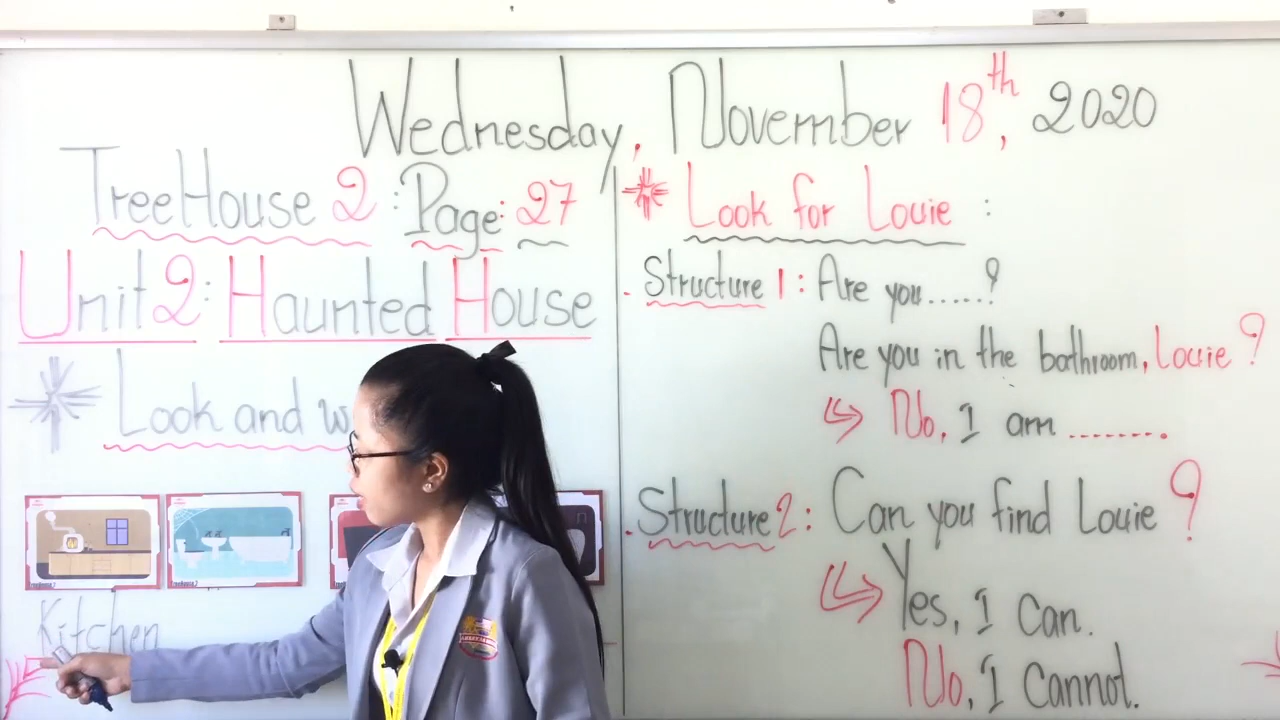 Wednesday, November 18th, 2020
TreeHouse 2: Page: 27
Unit 2: Haunted House
Look and w
Kitchen
Look for Louie:
Structure 1: Are you......?
Are you in the bathroom, Louie?
No, I am ........
Structure 2: Can you find Louie?
Yes, I Can.
No, I Cannot.